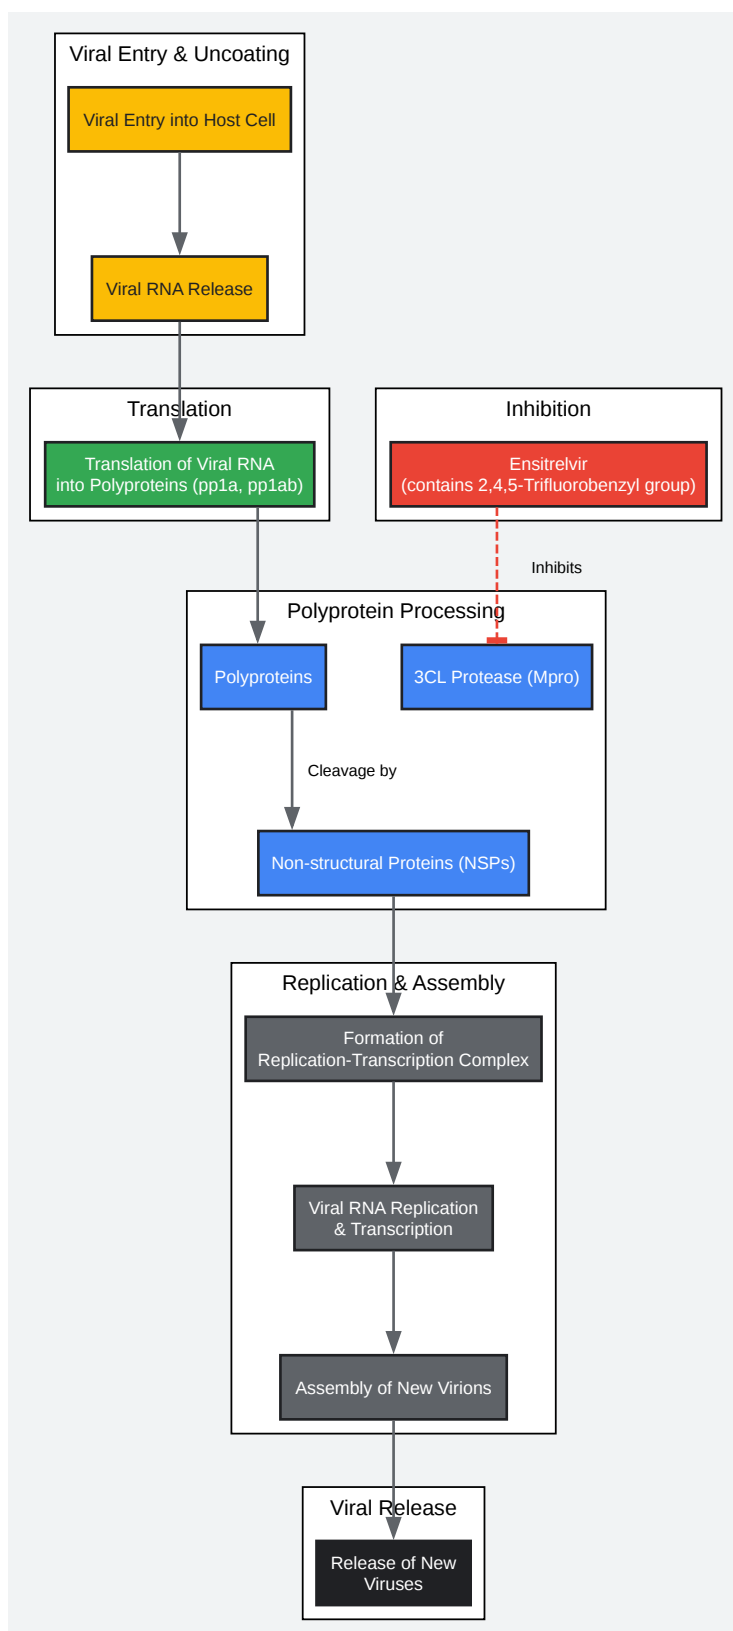 Viral Entry & Uncoating
Viral Entry into Host Cell
Viral RNA Release
Translation
Translation of Viral RNA
into Polyproteins (pp1a, pp1ab)
Inhibition
Ensitrelvir
(contains 2,4,5-Trifluorobenzyl group)
Inhibits
Polyprotein Processing
Polyproteins
3CL Protease (Mpro)
Cleavage by
Non-structural Proteins (NSPs)
Replication & Assembly
Formation of
Replication-Transcription Complex
Viral RNA Replication
& Transcription
Assembly of New Virions
Viral Release
Release of New
Viruses